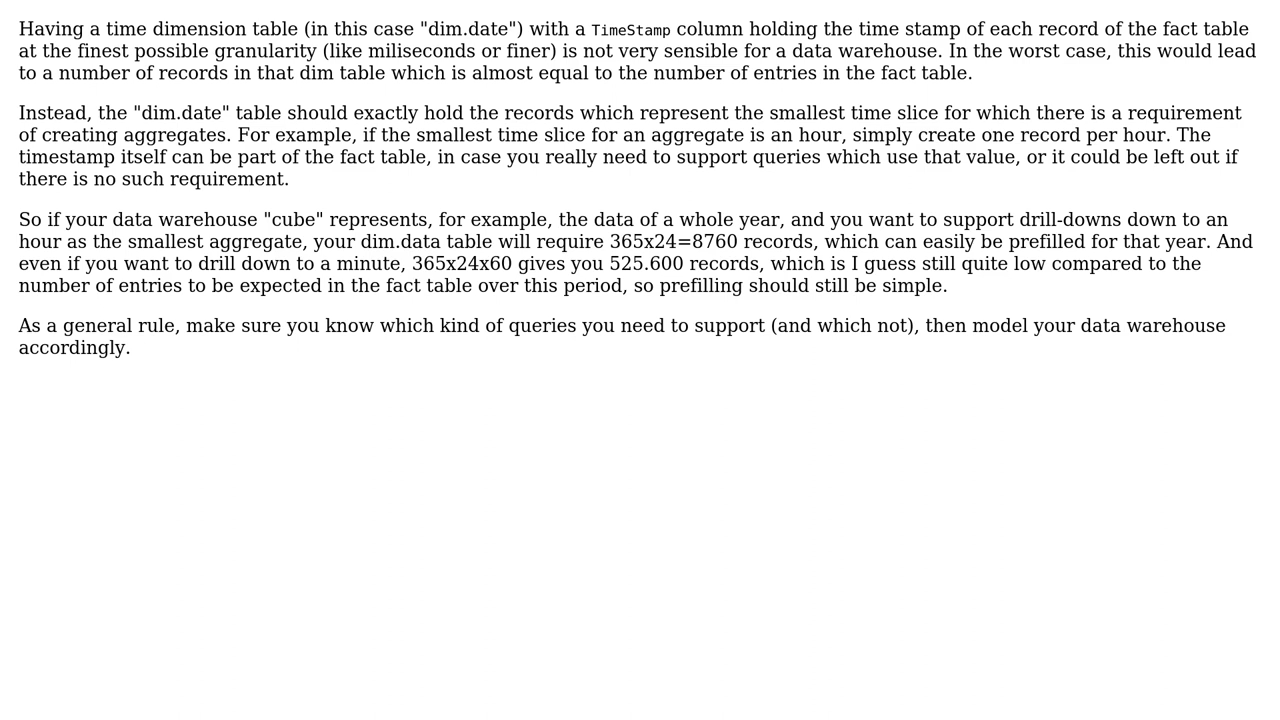 Having a time dimension table (in this case "dim.date") with a TimeStamp column holding the time stamp of each record of the fact table
at the finest possible granularity (like miliseconds or finer) is not very sensible for a data warehouse. In the worst case, this would lead
to a number of records in that dim table which is almost equal to the number of entries in the fact table.
Instead, the "dim.date" table should exactly hold the records which represent the smallest time slice for which there is a requirement
of creating aggregates. For example, if the smallest time slice for an aggregate is an hour, simply create one record per hour. The
timestamp itself can be part of the fact table, in case you really need to support queries which use that value, or it could be left out if
there is no such requirement.
So if your data warehouse "cube" represents, for example, the data of a whole year, and you want to support drill-downs down to an
hour as the smallest aggregate, your dim.data table will require 365x24=8760 records, which can easily be prefilled for that year. And
even if you want to drill down to a minute, 365x24x60 gives you 525.600 records, which is I guess still quite low compared to the
number of entries to be expected in the fact table over this period, so prefilling should still be simple.
As a general rule, make sure you know which kind of queries you need to support (and which not), then model your data warehouse
accordingly.